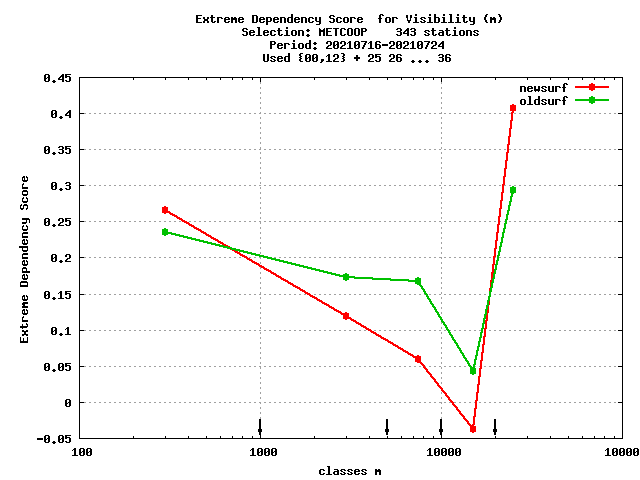 Extreme Dependency Score  for Visibility (m)
Selection: METCOOP    343 stations
Period: 20210716-20210724
Used {00,12} + 25 26 ... 36
0.45
0.4
0.35
0.3
0.25
0.2
0.15
0.1
0.05
0
-0.05
Extreme Dependency Score
newsurf
oldsurf
100
1000
10000
10000
classes m